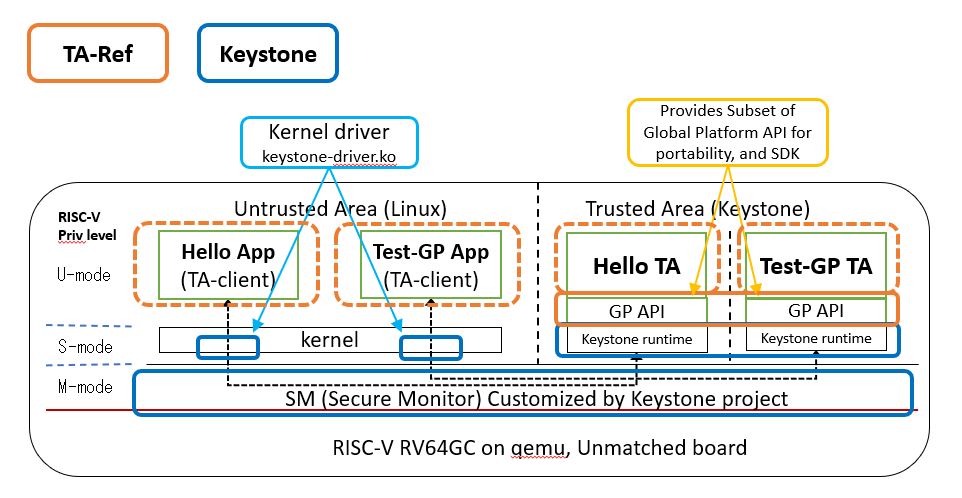 TA-Ref
Keystone
Kernel driver
keystone-driver.ko
Provides Subset of
Global Platform API for
portability, and SDK
RISC-V
Priv level
Untrusted Area (Linux)
Trusted Area (Keystone)
U-mode
Hello App
(TA-client)
Test-GP App
(TA-client)
Hello TA
Test-GP TA
GP API
GP API
S-mode
kernel
Keystone runtime
Keystone runtime
M-mode
SM (Secure Monitor) Customized by Keystone project
RISC-V RV64GC on qemu, Unmatched board